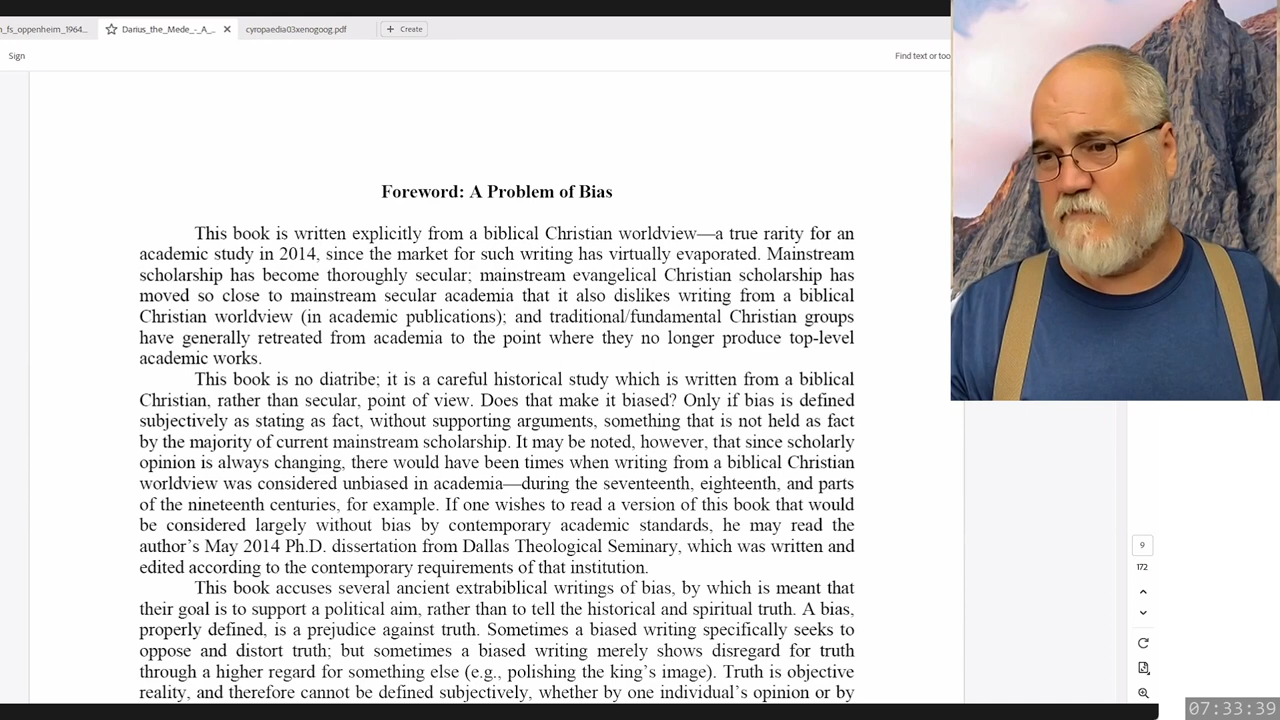 _fs_oppenheim_1964...
Darius_the_Mede_-_A_...
cyropaedia03xenogoog.pdf
Create
Sign
Find text or too
Foreword: A Problem of Bias
This book is written explicitly from a biblical Christian worldview—a true rarity for an
academic study in 2014, since the market for such writing has virtually evaporated. Mainstream
scholarship has become thoroughly secular; mainstream evangelical Christian scholarship has
moved so close to mainstream secular academia that it also dislikes writing from a biblical
Christian worldview (in academic publications); and traditional/fundamental Christian groups
have generally retreated from academia to the point where they no longer produce top-level
academic works.
This book is no diatribe; it is a careful historical study which is written from a biblical
Christian, rather than secular, point of view. Does that make it biased? Only if bias is defined
subjectively as stating as fact, without supporting arguments, something that is not held as fact
by the majority of current mainstream scholarship. It may be noted, however, that since scholarly
opinion is always changing, there would have been times when writing from a biblical Christian
worldview was considered unbiased in academia—during the seventeenth, eighteenth, and parts
of the nineteenth centuries, for example. If one wishes to read a version of this book that would
be considered largely without bias by contemporary academic standards, he may read the
author's May 2014 Ph.D. dissertation from Dallas Theological Seminary, which was written and
edited according to the contemporary requirements of that institution.
This book accuses several ancient extrabiblical writings of bias, by which is meant that
their goal is to support a political aim, rather than to tell the historical and spiritual truth. A bias,
properly defined, is a prejudice against truth. Sometimes a biased writing specifically seeks to
oppose and distort truth; but sometimes a biased writing merely shows disregard for truth
through a higher regard for something else (e.g., polishing the king's image). Truth is objective
reality, and therefore cannot be defined subjectively, whether by one individual's opinion or by
9
172
07:33:39